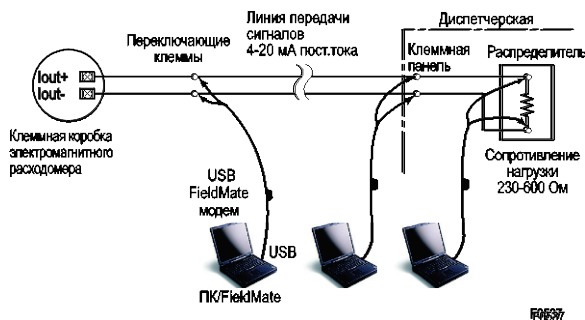 Линия передачи
сигналов
4-20 мА пост.тока
Диспетчерская
Переключающие
клеммы
Клеммная
панель
Распределитель
Iout+
Iout-
Клеммная коробка
электромагнитного
расходомера
Сопротивление
нагрузки
230-600 Ом
USB
FieldMate
модем
USB
ПК/FieldMate